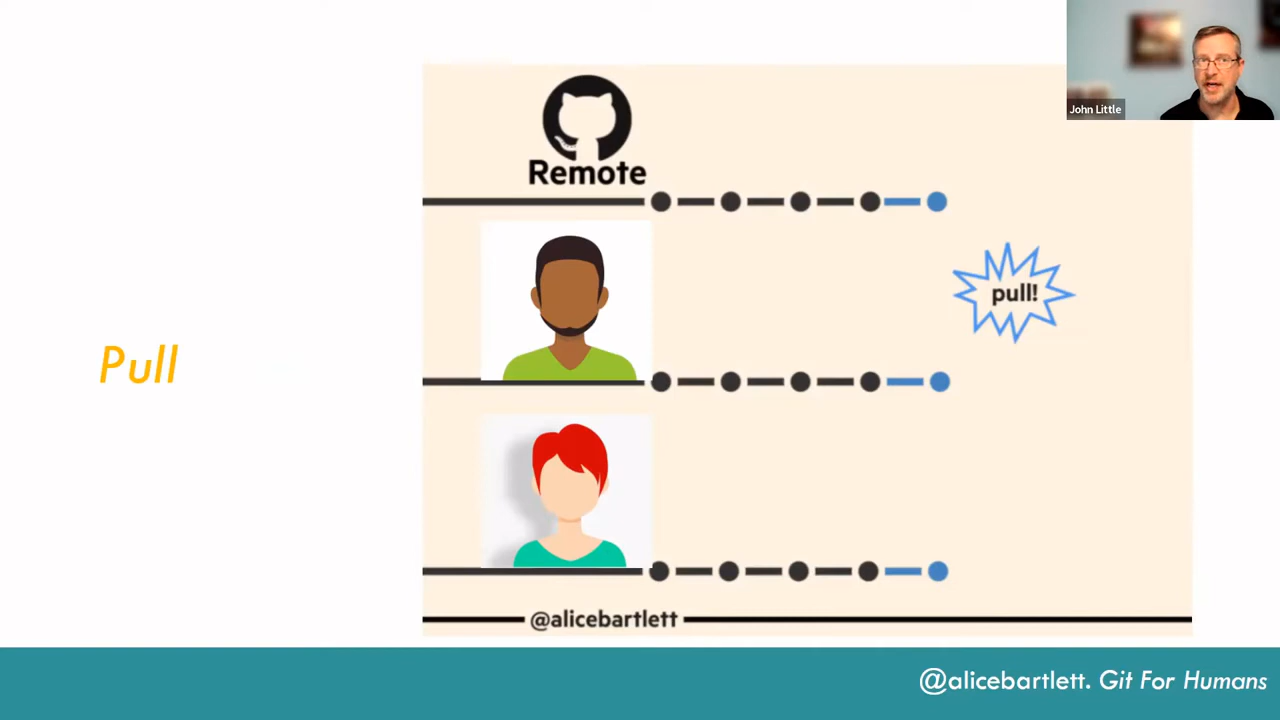 John Little
Remote
pull!
Pull
@alicebartlett
@alicebartlett. Git For Humans